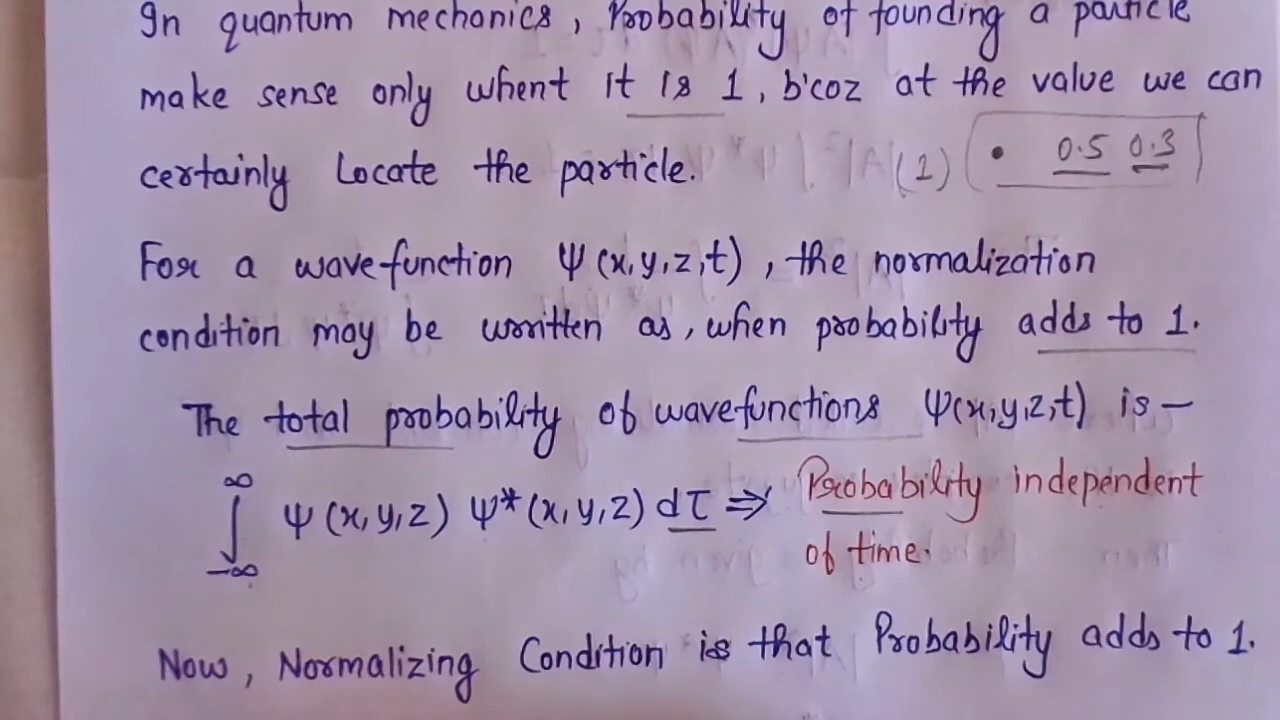 In quantum mechanics, Probability of founding a particle
make sense only whent it is 1, b'coz at the value we can
certainly Locate the particle. (1) • 0.5 0.3
For a wavefunction Ψ(x,y,z,t), the normalization
condition may be written as, when probability adds to 1.
The total probability of wavefunctions Ψ(x,y,z,t) is –
∫_{-∞}^{∞} Ψ(x,y,z) Ψ*(x,y,z) dτ ⇒ Probability independent
of time.
Now, Normalizing Condition is that Probability adds to 1.